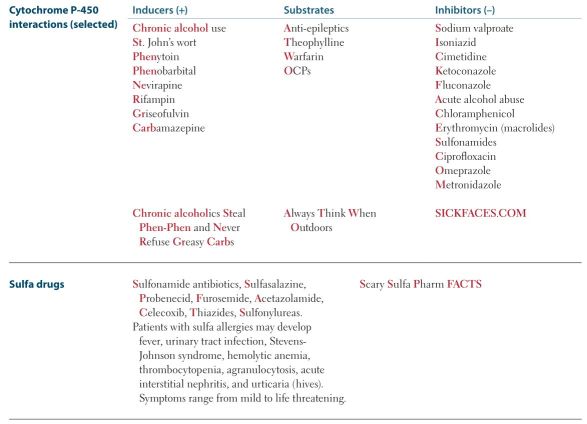 Cytochrome P-450
interactions (selected)
Inducers (+)
Chronic alcohol use
St. John's wort
Phenytoin
Phenobarbital
Nevirapine
Rifampin
Griseofulvin
Carbamazepine
Chronic alcoholics Steal
Phen-Phen and Never
Refuse Greasy Carbs
Substrates
Anti-epileptics
Theophylline
Warfarin
OCPs
Always Think When
Outdoors
Inhibitors (–)
Sodium valproate
Isoniazid
Cimetidine
Ketoconazole
Fluconazole
Acute alcohol abuse
Chloramphenicol
Erythromycin (macrolides)
Sulfonamides
Ciprofloxacin
Omeprazole
Metronidazole
SICKFACES.COM
Sulfa drugs
Sulfonamide antibiotics, Sulfasalazine,
Probenecid, Furosemide, Acetazolamide,
Celecoxib, Thiazides, Sulfonylureas.
Patients with sulfa allergies may develop
fever, urinary tract infection, Stevens-
Johnson syndrome, hemolytic anemia,
thrombocytopenia, agranulocytosis, acute
interstitial nephritis, and urticaria (hives).
Symptoms range from mild to life threatening.
Scary Sulfa Pharm FACTS